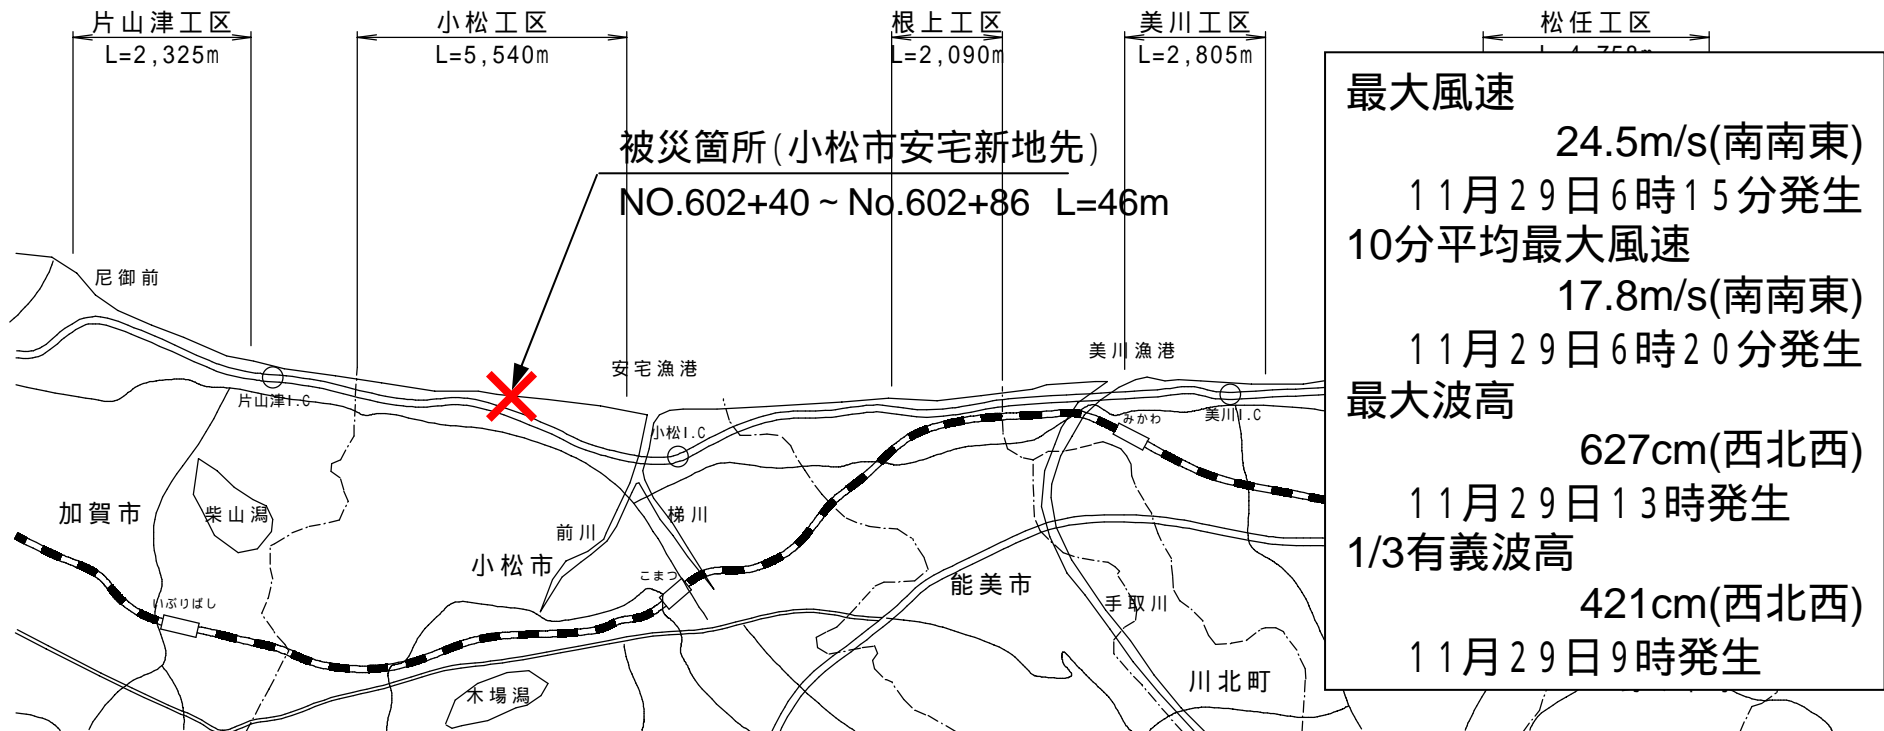 片山津工区
L=2,325m
小松工区
L=5,540m
根上工区
L=2,090m
美川工区
L=2,805m
松任工区
被災箇所(小松市安宅新地先)
NO.602+40 ~ No.602+86 L=46m
最大風速
24.5m/s(南南東)
11月29日6時15分発生
10分平均最大風速
17.8m/s(南南東)
11月29日6時20分発生
最大波高
627cm(西北西)
11月29日13時発生
1/3有義波高
421cm(西北西)
11月29日9時発生
尼御前
片山津I.C
安宅漁港
小松I.C
美川漁港
みかわ
美川I.C
加賀市
柴山潟
前川
梯川
小松市
こまつ
いぶりばし
能美市
手取川
木場潟
川北町